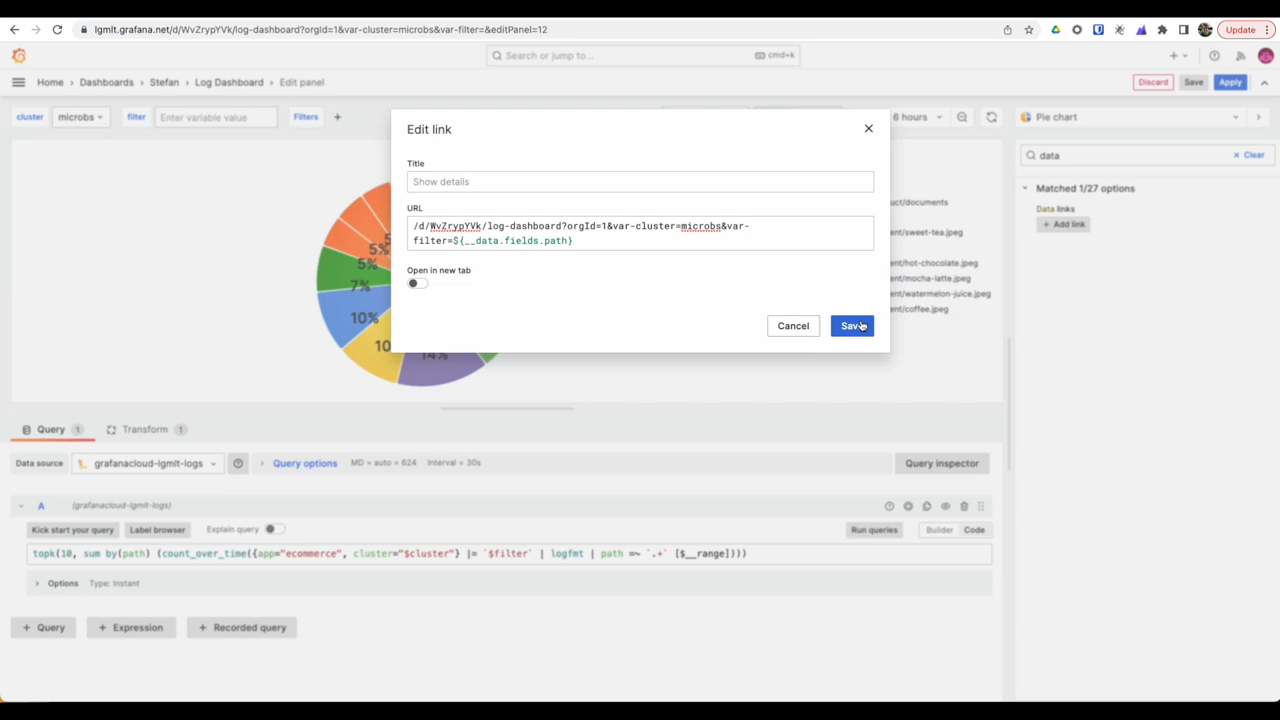 lgmlt.grafana.net/d/WvZrypYVk/log-dashboard?orgId=1&var-cluster=microbs&var-filter=&editPanel=12
Update
Search or jump to...
cmd+k
Home > Dashboards > Stefan > Log Dashboard > Edit panel
Discard
Save
Apply
cluster
microbs
filter
Enter variable value
Filters
6 hours
Pie chart
Edit link
Title
Show details
URL
/d/WvZrypYVk/log-dashboard?orgId=1&var-cluster=microbs&var-
filter=${__data.fields.path}
Open in new tab
Cancel
Save
data
Clear
Matched 1/27 options
Data links
+ Add link
5%
5%
7%
10%
10
14%
uct/documents
ent/sweet-tea.jpeg
ent/hot-chocolate.jpeg
ent/mocha-latte.jpeg
ent/watermelon-juice.jpeg
ent/coffee.jpeg
Query 1
Transform 1
Data source
grafanacloud-lgmlt-logs
Query options
MD = auto = 624
Interval = 30s
Query inspector
A
(grafanacloud-lgmlt-logs)
Kick start your query
Label browser
Explain query
Run queries
Builder
Code
topk(10, sum by(path) (count_over_time({app="ecommerce", cluster="$cluster"} |= `$filter` | logfmt | path =~ `.+` [$__range])))
Options
Type: Instant
+ Query
+ Expression
+ Recorded query